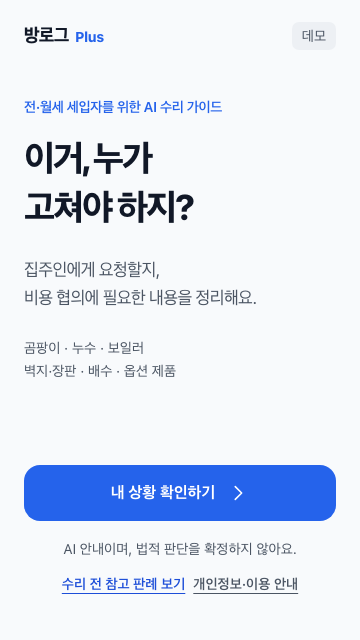 방로그 Plus
데모
전·월세 세입자를 위한 AI 수리 가이드
이거, 누가
고쳐야 하지?
집주인에게 요청할지,
비용 협의에 필요한 내용을 정리해요.
곰팡이 · 누수 · 보일러
벽지·장판 · 배수 · 옵션 제품
내 상황 확인하기
AI 안내이며, 법적 판단을 확정하지 않아요.
수리 전 참고 판례 보기 개인정보·이용 안내